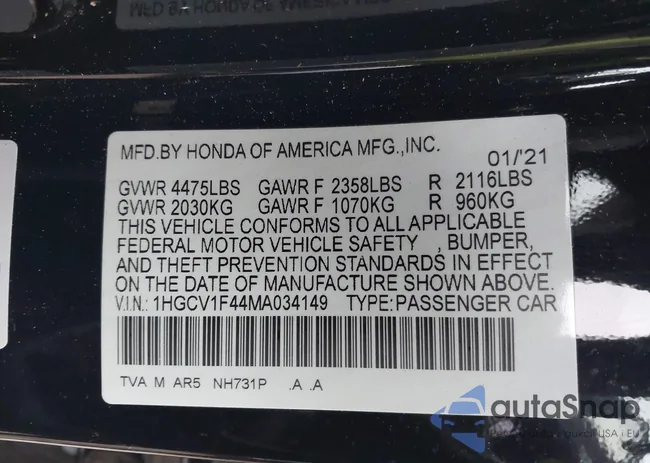 MFD.BY HONDA OF AMERICA MFG.,INC. 01/'21
GVWR 4475LBS GAWR F 2358LBS R 2116LBS
GVWR 2030KG GAWR F 1070KG R 960KG
THIS VEHICLE CONFORMS TO ALL APPLICABLE
FEDERAL MOTOR VEHICLE SAFETY , BUMPER,
AND THEFT PREVENTION STANDARDS IN EFFECT
ON THE DATE OF MANUFACTURE SHOWN ABOVE.
V.I.N.: 1HGCV1F44MA034149 TYPE:PASSENGER CAR
TVA M AR5 NH731P .A .A
autoSnap